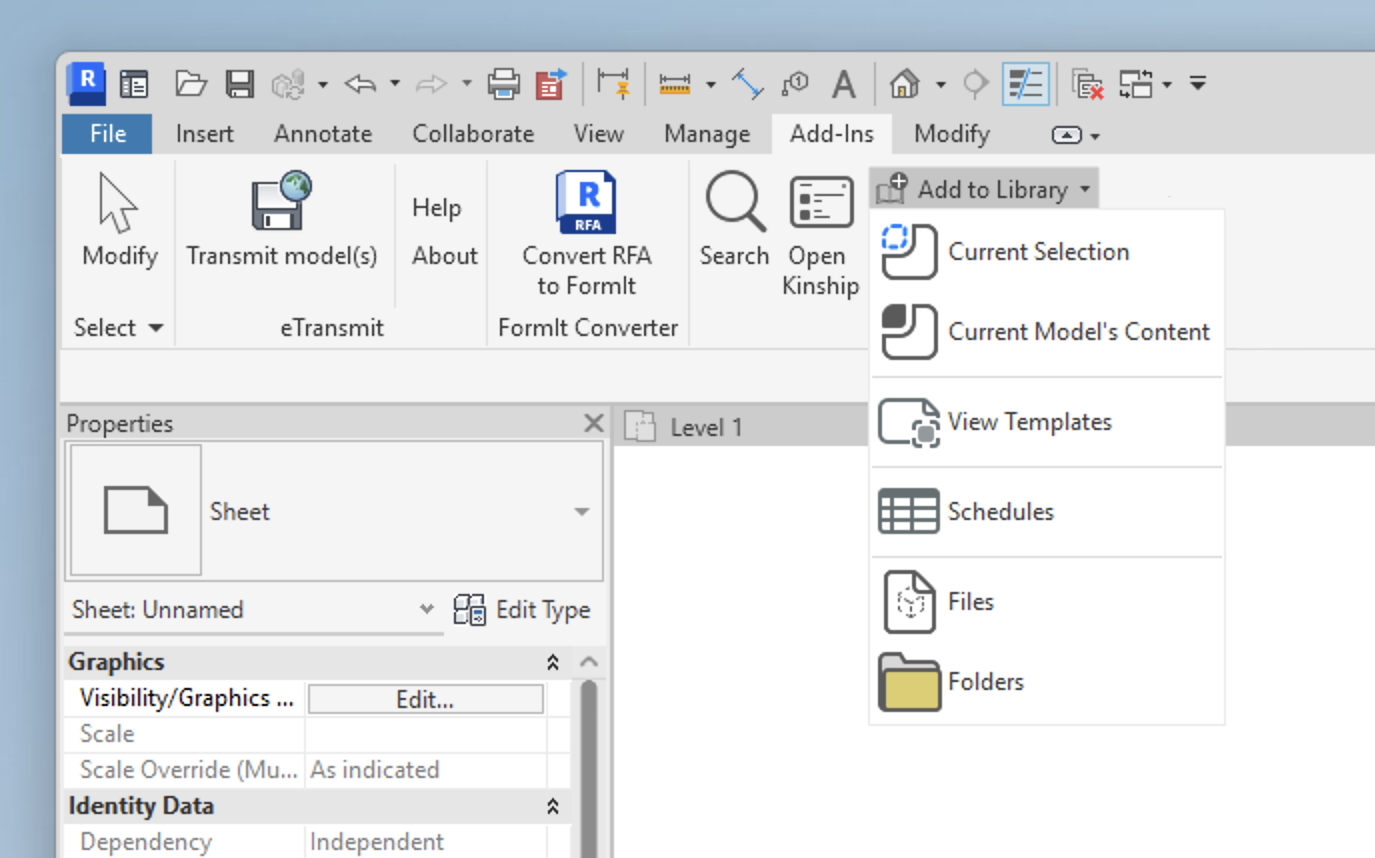 R
1
A
File Insert Annotate Collaborate View Manage Add-Ins Modify
Modify
Select
Transmit model(s)
Help
About
eTransmit
R
RFA
Convert RFA
to FormIt
FormIt Converter
Search
Open
Kinship
Add to Library
Current Selection
Current Model's Content
View Templates
Schedules
Files
Folders
Properties
Level 1
Sheet
Sheet: Unnamed
Edit Type
Graphics
Visibility/Graphics ... Edit...
Scale
Scale Override (Mu... As indicated
Identity Data
Dependency Independent